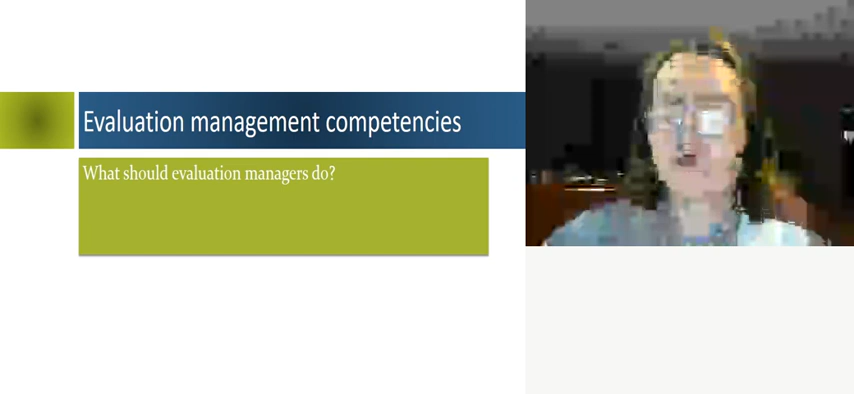 Evaluation management competencies
What should evaluation managers do?